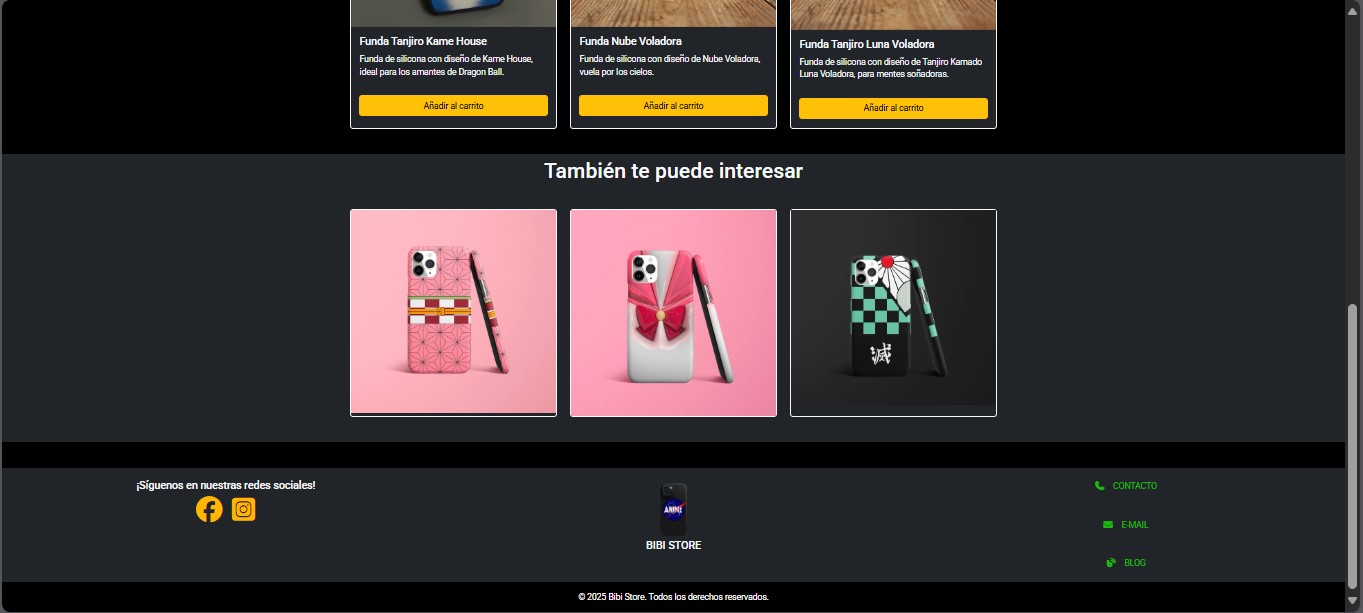 Funda Tanjiro Kame House
Funda de silicona con diseño de Kame House,
ideal para los amantes de Dragon Ball.
Añadir al carrito
Funda Nube Voladora
Funda de silicona con diseño de Nube Voladora,
vuela por los cielos.
Añadir al carrito
Funda Tanjiro Luna Voladora
Funda de silicona con diseño de Tanjiro Kamado
Luna Voladora, para mentes soñadoras.
Añadir al carrito
También te puede interesar
滅
¡Síguenos en nuestras redes sociales!
ANIME
BIBI STORE
CONTACTO
E-MAIL
BLOG
© 2025 Bibi Store. Todos los derechos reservados.